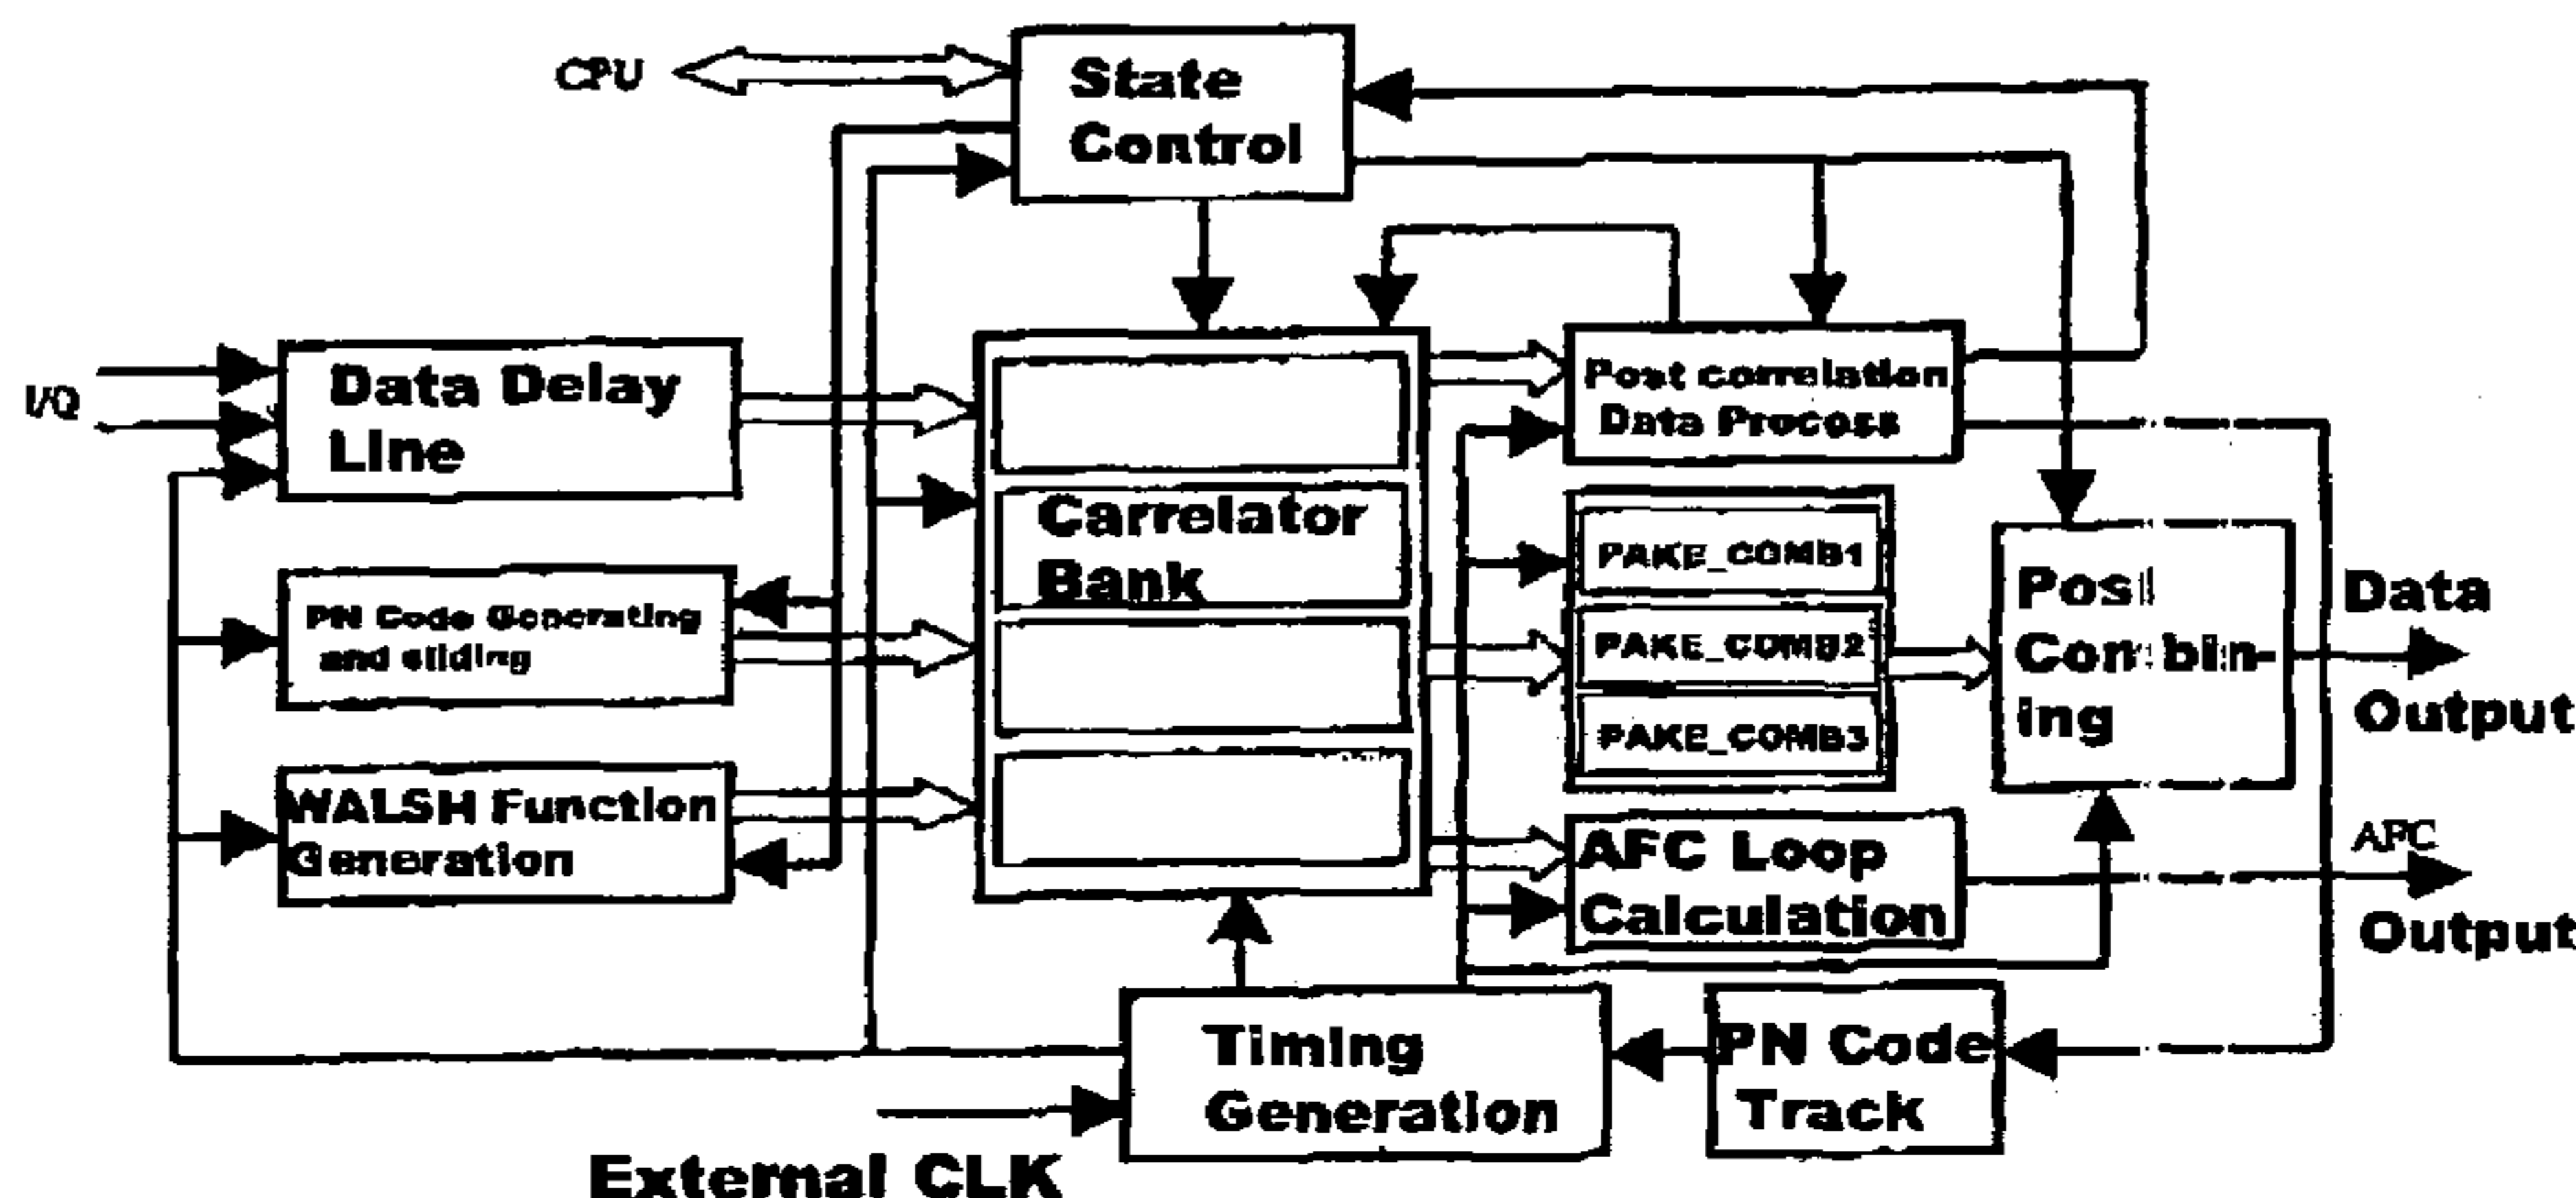 CPU
State
Control
I/Q
Data Delay
Line
Post correlation
Data Process
Carrelator
Bank
PAKE_COMB1
PAKE_COMB2
PAKE_COMB3
PN Code Generating
and sliding
Post
Combin-
ing
Data
Output
WALSH Function
Generation
AFC Loop
Calculation
AFC
Output
Timing
Generation
PN Code
Track
External CLK